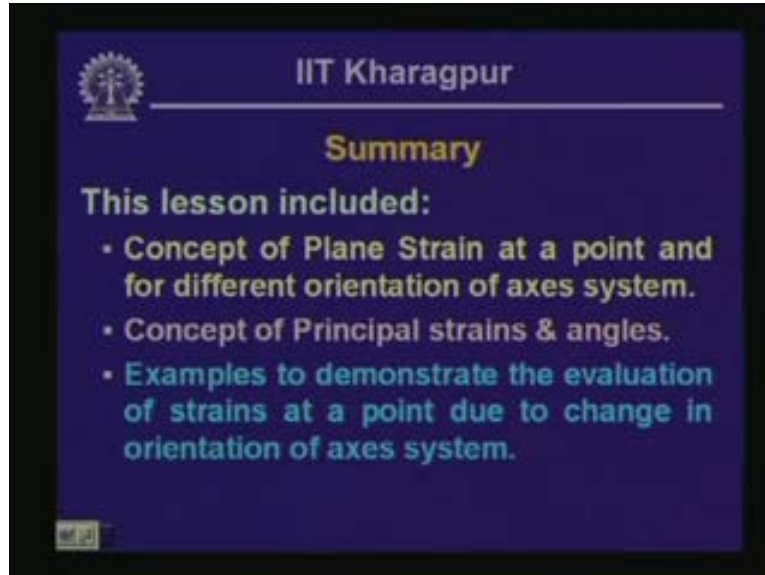 IIT Kharagpur
Summary
This lesson included:
▪ Concept of Plane Strain at a point and
for different orientation of axes system.
▪ Concept of Principal strains & angles.
▪ Examples to demonstrate the evaluation
of strains at a point due to change in
orientation of axes system.